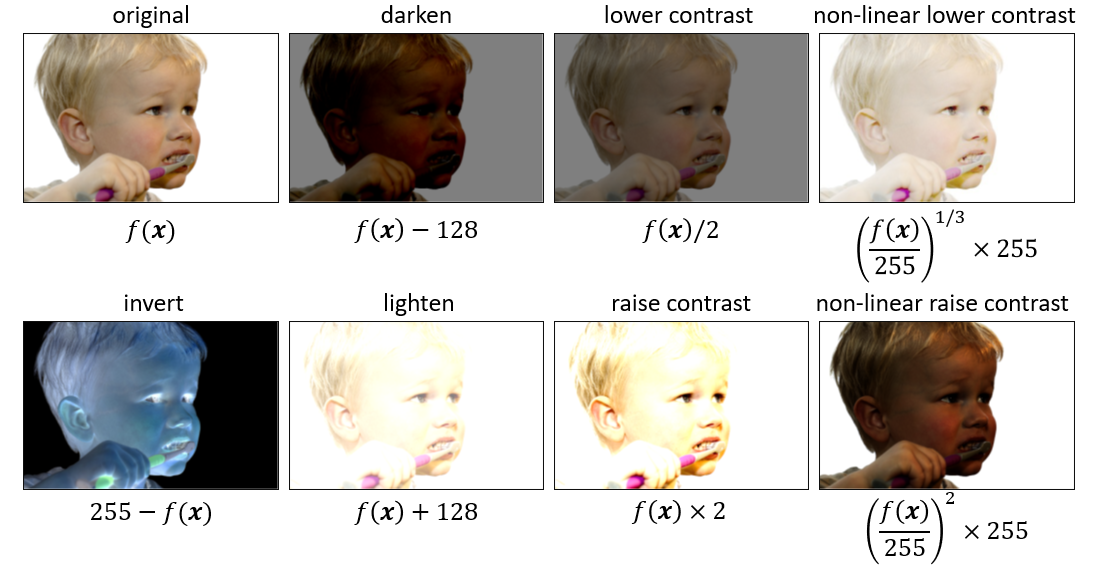 original darken lower contrast non-linear lower contrast
f(x) f(x) − 128 f(x)/2 (f(x)/255)^1/3 × 255
invert lighten raise contrast non-linear raise contrast
255 − f(x) f(x) + 128 f(x) × 2 (f(x)/255)^2 × 255